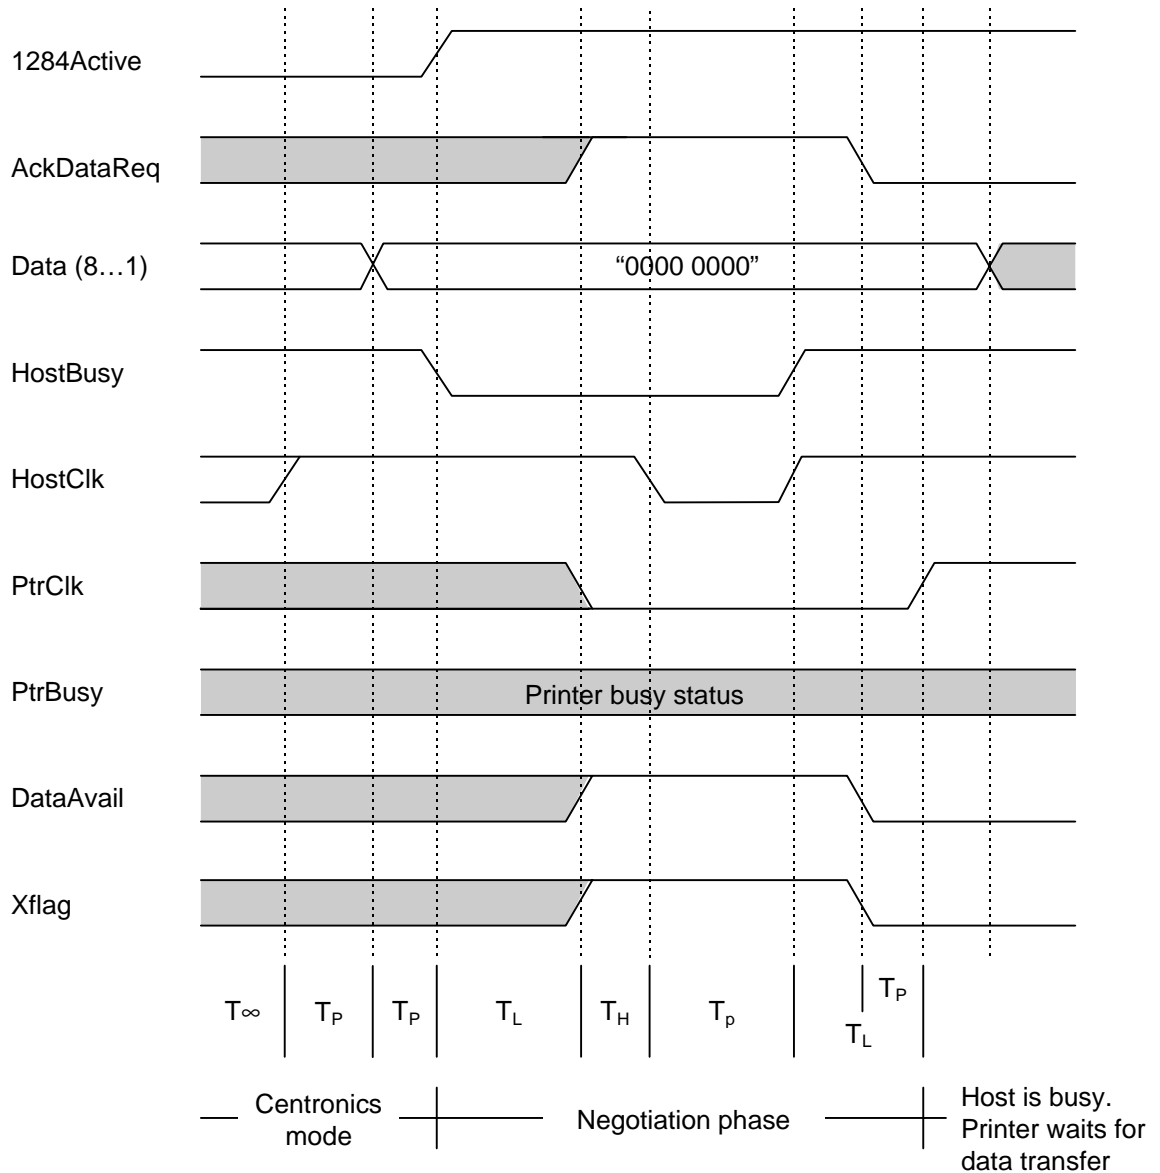 1284Active
AckDataReq
Data (8…1)
“0000 0000”
HostBusy
HostClk
PtrClk
PtrBusy
Printer busy status
DataAvail
Xflag
T∞
TP
TP
TL
TH
Tp
TL
TP
Centronics
mode
Negotiation phase
Host is busy.
Printer waits for
data transfer